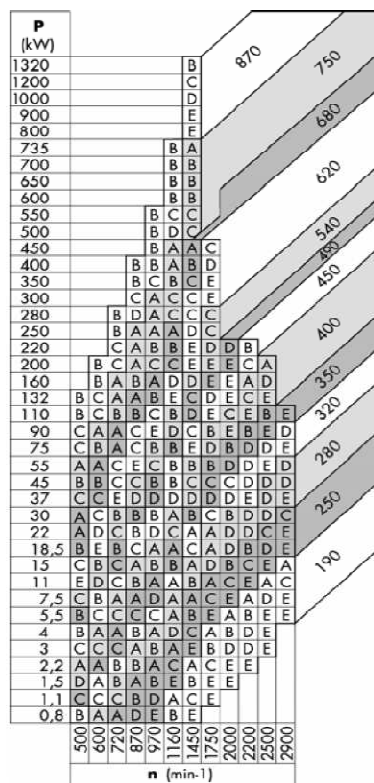 P
(kW)
1320 B
1200 C
1000 D
900 E
800 E
735 B A
700 B B
650 B B
600 B B
550 B C C
500 B D C
450 B A A C
400 B B A B D
350 B C B C E
300 C A C C E
280 B D A C C C
250 B A A A D C
220 C A B B E D D B
200 B C A C C E E E C A
160 B A B A D D E E A D
132 B C A A B E C D E C E
110 B C B B C B D E C E B E
90 C A A C E D C B E B E D
75 C B A C B B E D B D D E
55 A A C E C B B B D D E D
45 B B C C B B C C C D D D
37 C C E D D D D D D E D E
30 A C B B B A B C B D D C
22 A D C B D C A A D D C E
18,5 B E B C A A C A D B D E
15 C B C A B B A D B C E A
11 E D C B A A B A C E A C
7,5 C B A A D A A C E A D E
5,5 B C C C C A B E A B E E
4 B A A B A D C A B D E
3 C C C A B A E B D D E
2,2 A A B B A C A C E E
1,5 D A B A B E B E E
1,1 C C C B D A C E
0,8 B A A D E B E
500 600 720 870 970 1160 1450 1750 2000 2200 2500 2900
n (min-1)
870
750
680
620
540
490
450
400
350
320
280
250
190